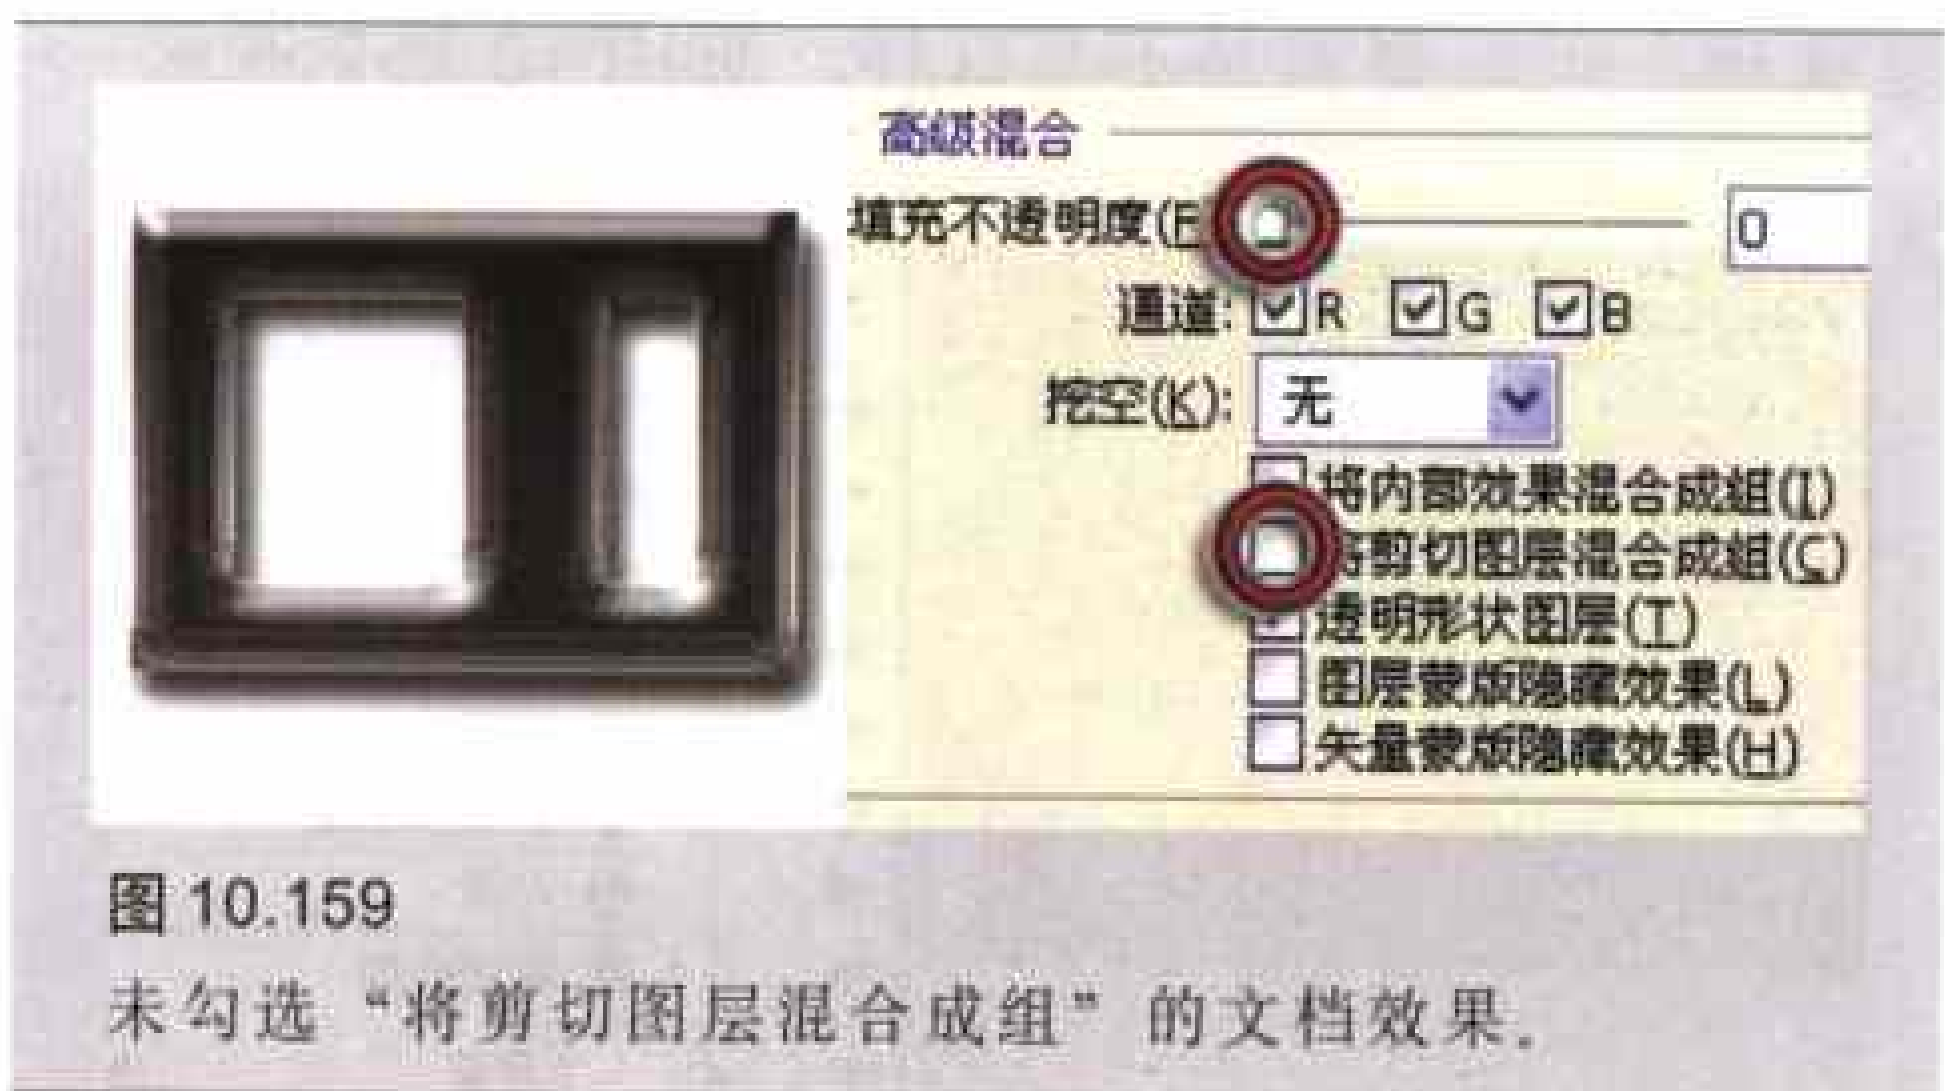 高级混合
填充不透明度(F 0
通道: R G B
挖空(K): 无
将内部效果混合成组(I)
将剪切图层混合成组(C)
透明形状图层(T)
图层蒙版隐藏效果(L)
矢量蒙版隐藏效果(H)
图 10.159
未勾选“将剪切图层混合成组”的文档效果。